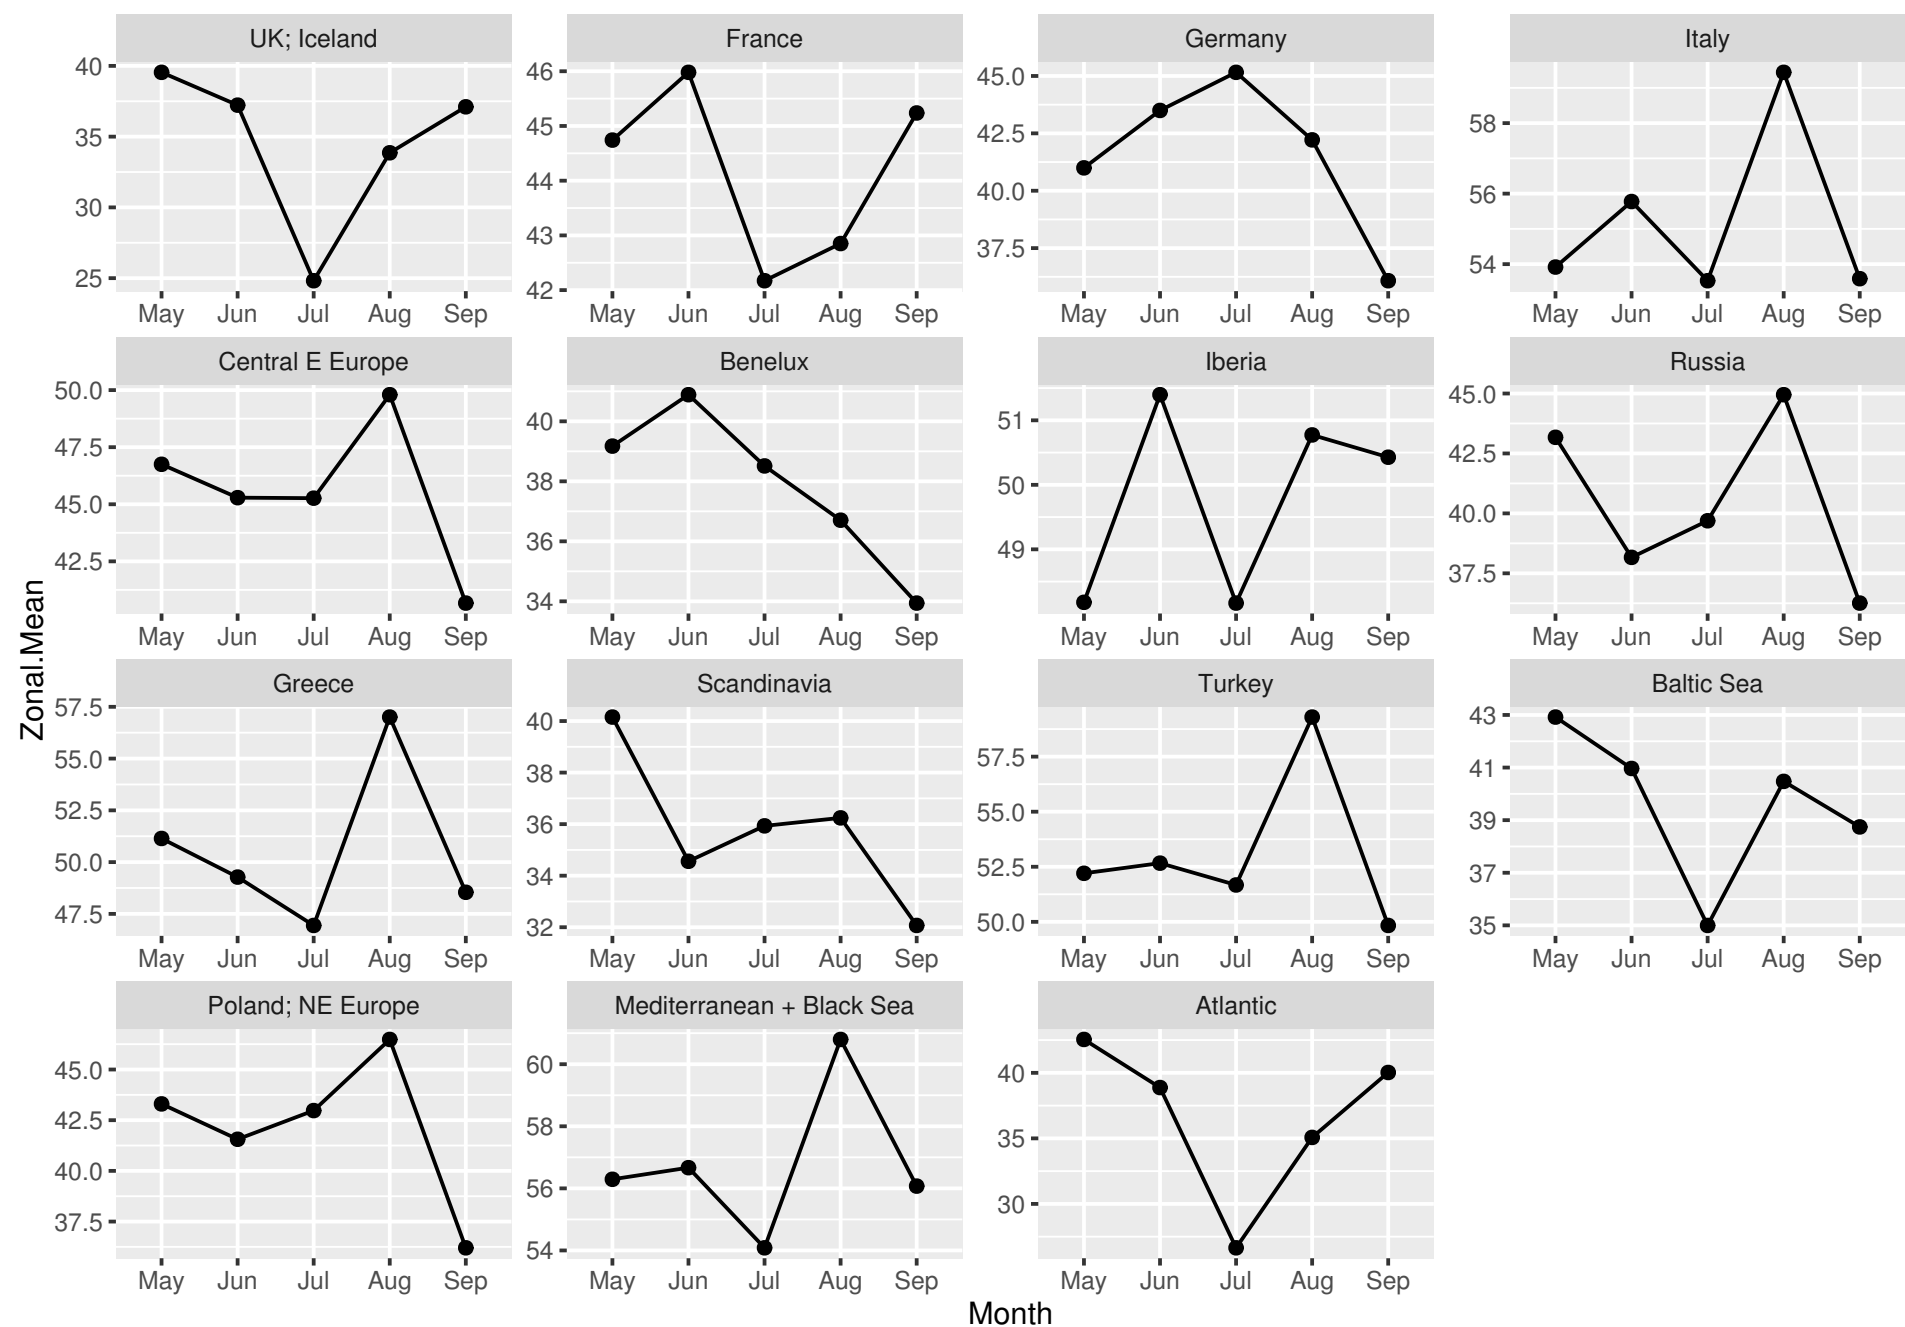 UK; Iceland
France
Germany
Italy
40
35
30
25
46
45
44
43
42
45.0
42.5
40.0
37.5
58
56
54
May Jun Jul Aug Sep
May Jun Jul Aug Sep
May Jun Jul Aug Sep
May Jun Jul Aug Sep
Central E Europe
Benelux
Iberia
Russia
50.0
47.5
45.0
42.5
40
38
36
34
51
50
49
45.0
42.5
40.0
37.5
May Jun Jul Aug Sep
May Jun Jul Aug Sep
May Jun Jul Aug Sep
May Jun Jul Aug Sep
Zonal.Mean
Greece
Scandinavia
Turkey
Baltic Sea
57.5
55.0
52.5
50.0
47.5
40
38
36
34
32
57.5
55.0
52.5
50.0
43
41
39
37
35
May Jun Jul Aug Sep
May Jun Jul Aug Sep
May Jun Jul Aug Sep
May Jun Jul Aug Sep
Poland; NE Europe
Mediterranean + Black Sea
Atlantic
45.0
42.5
40.0
37.5
60
58
56
54
40
35
30
May Jun Jul Aug Sep
May Jun Jul Aug Sep
May Jun Jul Aug Sep
Month